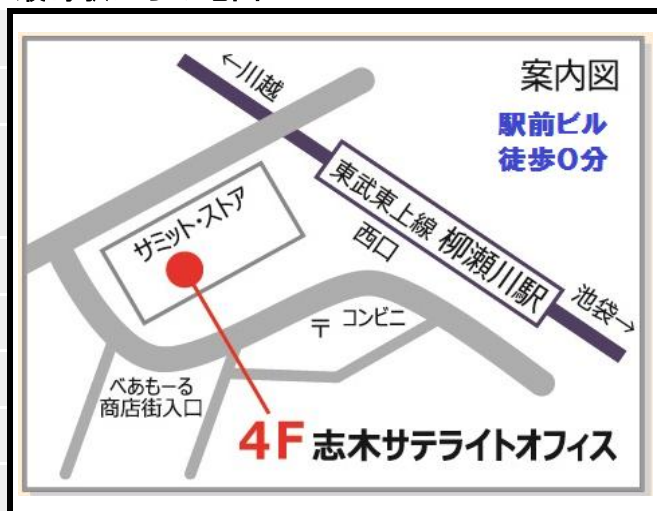 案内図
駅前ビル
徒歩0分
←川越
東武東上線 柳瀬川駅
西口
池袋→
サミット・ストア
〒 コンビニ
べあもーる
商店街入口
4F 志木サテライトオフィス